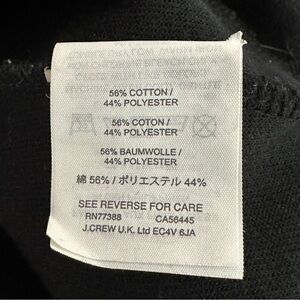 56% COTTON /
44% POLYESTER
56% COTON /
44% POLYESTER
56% BAUMWOLLE /
44% POLYESTER
綿 56% / ポリエステル 44%
SEE REVERSE FOR CARE
RN77388 CA56445
J.CREW U.K. Ltd EC4V 6JA